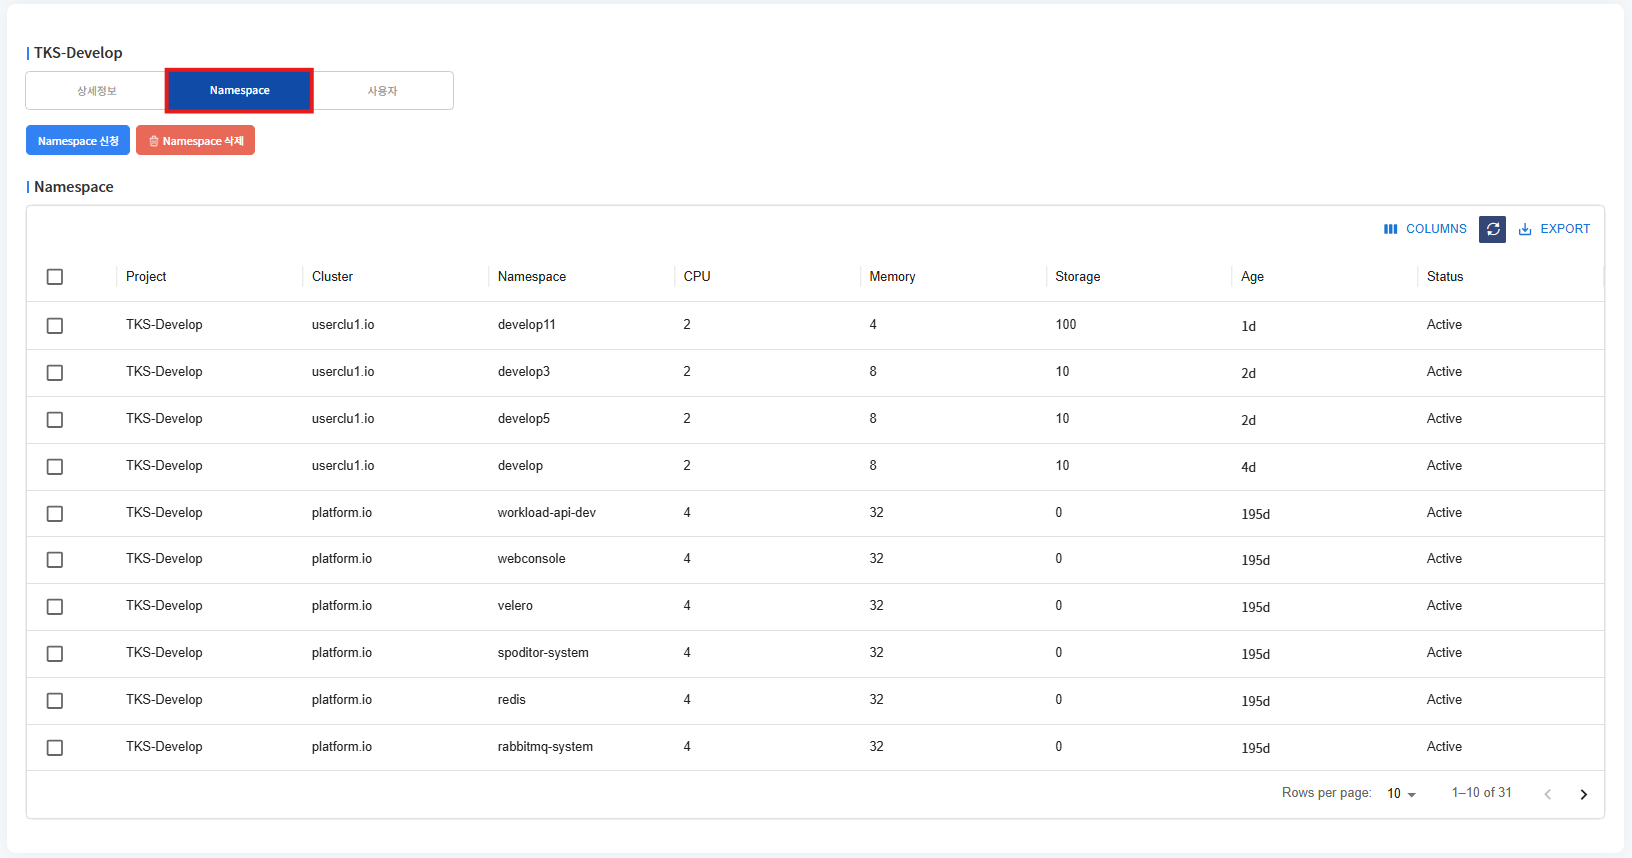 TKS-Develop
상세정보 Namespace 사용자
Namespace 신청 Namespace 삭제
Namespace
COLUMNS EXPORT
Project Cluster Namespace CPU Memory Storage Age Status
TKS-Develop userclu1.io develop11 2 4 100 1d Active
TKS-Develop userclu1.io develop3 2 8 10 2d Active
TKS-Develop userclu1.io develop5 2 8 10 2d Active
TKS-Develop userclu1.io develop 2 8 10 4d Active
TKS-Develop platform.io workload-api-dev 4 32 0 195d Active
TKS-Develop platform.io webconsole 4 32 0 195d Active
TKS-Develop platform.io velero 4 32 0 195d Active
TKS-Develop platform.io spoditor-system 4 32 0 195d Active
TKS-Develop platform.io redis 4 32 0 195d Active
TKS-Develop platform.io rabbitmq-system 4 32 0 195d Active
Rows per page: 10 1–10 of 31